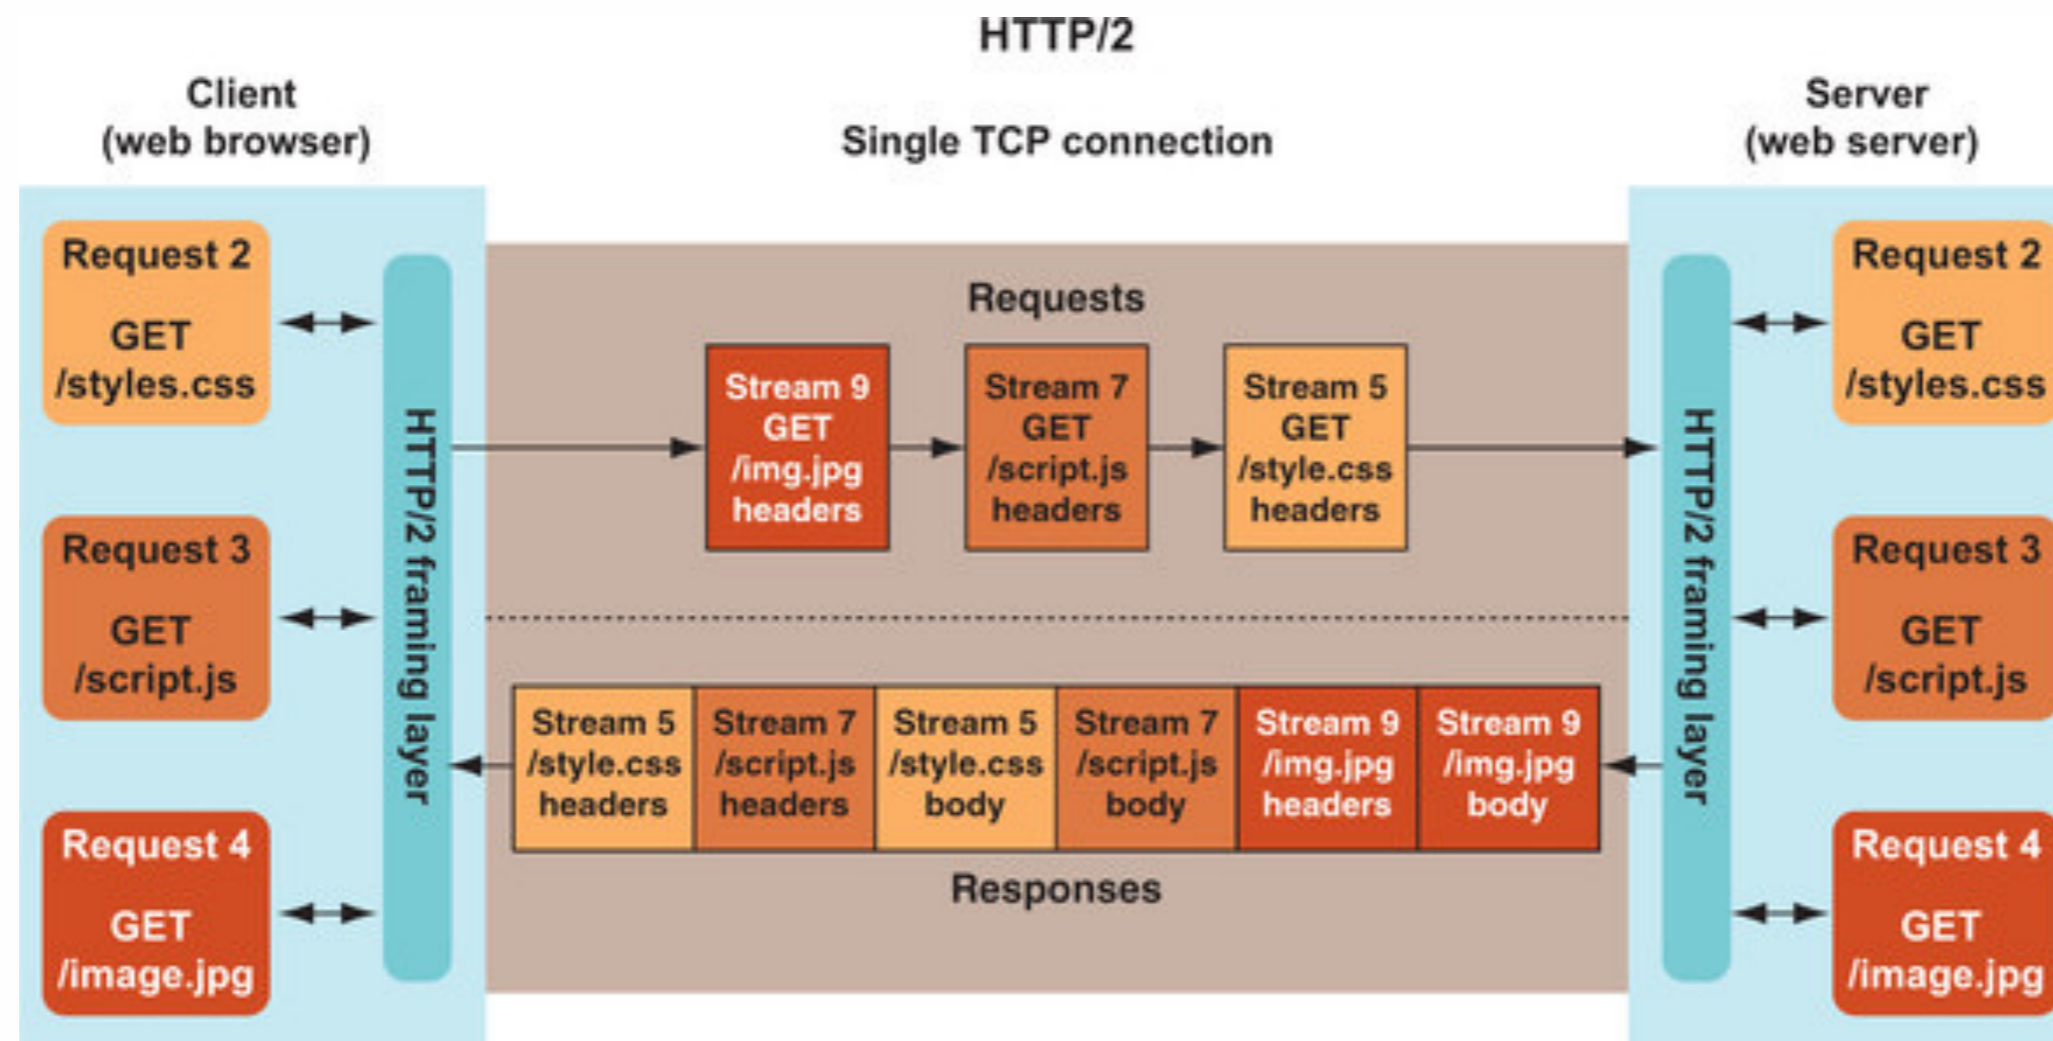 HTTP/2
Client
(web browser)
Single TCP connection
Server
(web server)
Request 2
GET
/styles.css
Request 3
GET
/script.js
Request 4
GET
/image.jpg
HTTP/2 framing layer
Requests
Stream 9
GET
/img.jpg
headers
Stream 7
GET
/script.js
headers
Stream 5
GET
/style.css
headers
Stream 5
/style.css
headers
Stream 7
/script.js
headers
Stream 5
/style.css
body
Stream 7
/script.js
body
Stream 9
/img.jpg
headers
Stream 9
/img.jpg
body
Responses
HTTP/2 framing layer
Request 2
GET
/styles.css
Request 3
GET
/script.js
Request 4
GET
/image.jpg